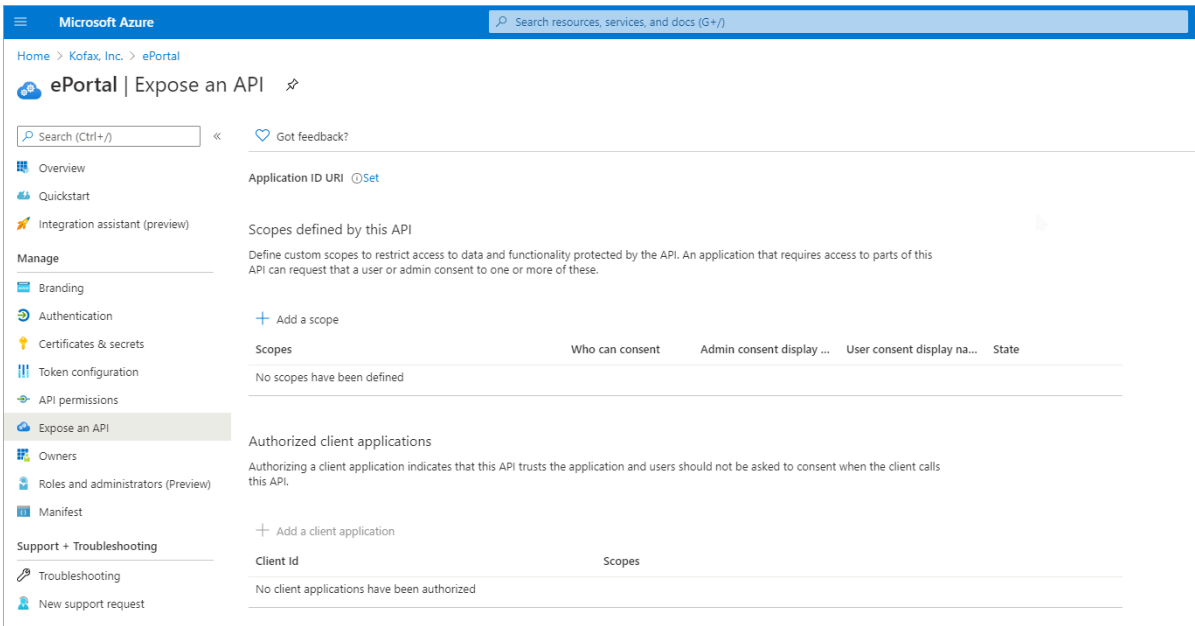 Microsoft Azure
Search resources, services, and docs (G+/)
Home > Kofax, Inc. > ePortal
ePortal | Expose an API
Search (Ctrl+/)
«
Got feedback?
Overview
Quickstart
Integration assistant (preview)
Manage
Branding
Authentication
Certificates & secrets
Token configuration
API permissions
Expose an API
Owners
Roles and administrators (Preview)
Manifest
Support + Troubleshooting
Troubleshooting
New support request
Application ID URI Set
Scopes defined by this API
Define custom scopes to restrict access to data and functionality protected by the API. An application that requires access to parts of this
API can request that a user or admin consent to one or more of these.
Add a scope
Scopes Who can consent Admin consent display ... User consent display na... State
No scopes have been defined
Authorized client applications
Authorizing a client application indicates that this API trusts the application and users should not be asked to consent when the client calls
this API.
Add a client application
Client Id Scopes
No client applications have been authorized